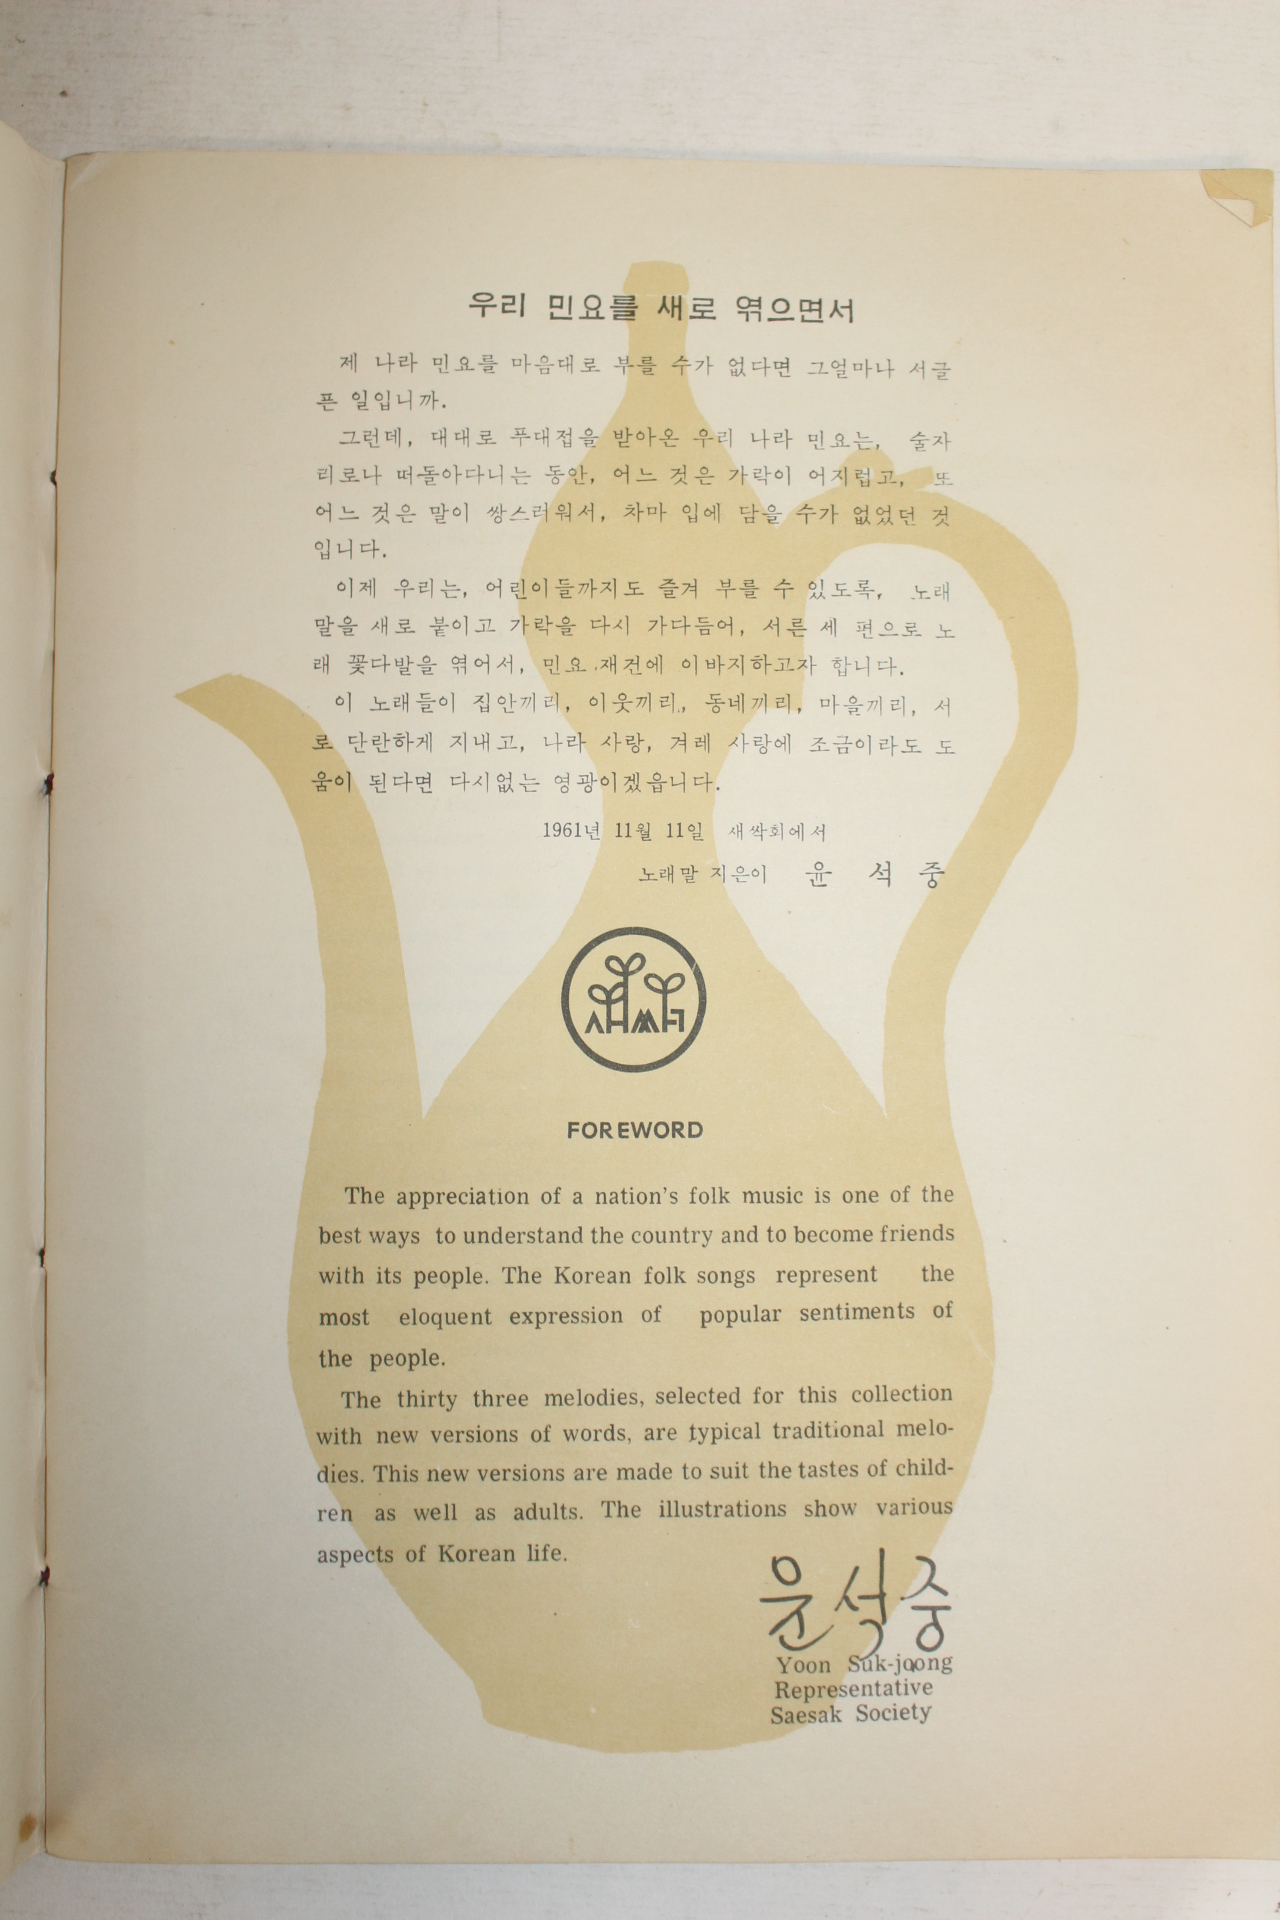 우리 민요를 새로 엮으면서
제 나라 민요를 마음대로 부를 수가 없다면 그얼마나 서글
픈 일입니까.
그런데, 대대로 푸대접을 받아온 우리 나라 민요는, 술자
리로나 떠돌아다니는 동안, 어느 것은 가락이 어지럽고, 또
어느 것은 말이 쌍스러워서, 차마 입에 담을 수가 없었던 것
입니다.
이제 우리는, 어린이들까지도 즐겨 부를 수 있도록, 노래
말을 새로 붙이고 가락을 다시 가다듬어, 서른 세 편으로 노
래 꽃다발을 엮어서, 민요 재건에 이바지하고자 합니다.
이 노래들이 집안끼리, 이웃끼리, 동네끼리, 마을끼리, 서
로 단란하게 지내고, 나라 사랑, 겨레 사랑에 조금이라도 도
움이 된다면 다시없는 영광이겠읍니다.
1961년 11월 11일 새싹회에서
노래말 지은이 윤 석 중
새싹
FOREWORD
The appreciation of a nation's folk music is one of the
best ways to understand the country and to become friends
with its people. The Korean folk songs represent the
most eloquent expression of popular sentiments of
the people.
The thirty three melodies, selected for this collection
with new versions of words, are typical traditional melo-
dies. This new versions are made to suit the tastes of child-
ren as well as adults. The illustrations show various
aspects of Korean life.
윤석중
Yoon Suk-joong
Representative
Saesak Society